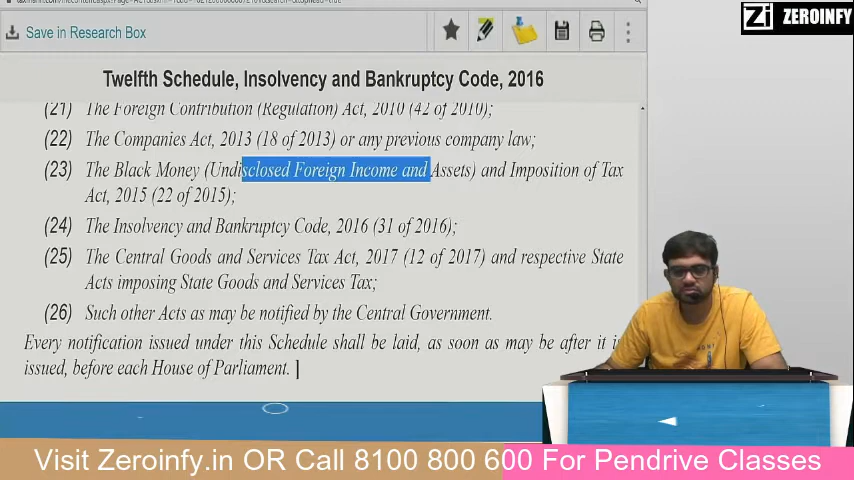 Zi ZEROINFY
Save in Research Box
Twelfth Schedule, Insolvency and Bankruptcy Code, 2016
(21) The Foreign Contribution (Regulation) Act, 2010 (42 of 2010);
(22) The Companies Act, 2013 (18 of 2013) or any previous company law;
(23) The Black Money (Undisclosed Foreign Income and Assets) and Imposition of Tax
Act, 2015 (22 of 2015);
(24) The Insolvency and Bankruptcy Code, 2016 (31 of 2016);
(25) The Central Goods and Services Tax Act, 2017 (12 of 2017) and respective State
Acts imposing State Goods and Services Tax;
(26) Such other Acts as may be notified by the Central Government.
Every notification issued under this Schedule shall be laid, as soon as may be after it is
issued, before each House of Parliament.
Visit Zeroinfy.in OR Call 8100 800 600 For Pendrive Classes